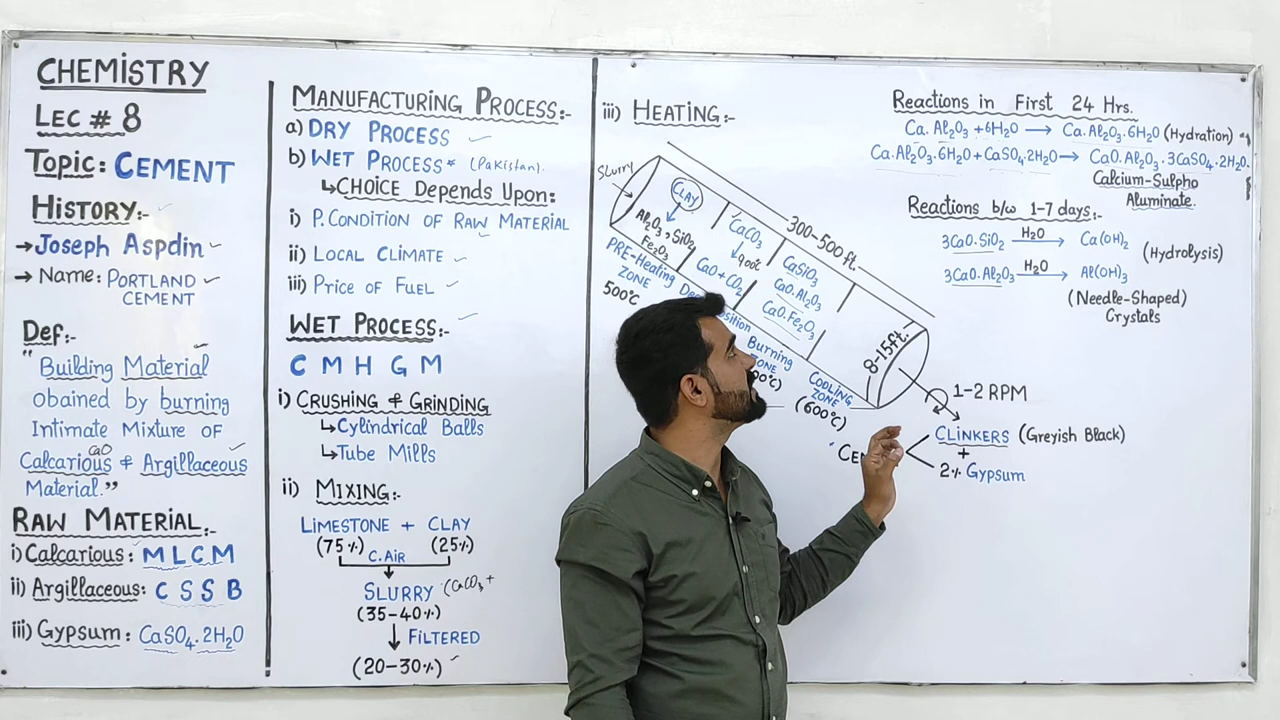 CHEMISTRY
LEC # 8
Topic: CEMENT
HISTORY:-
→ Joseph Aspdin
→ Name: PORTLAND
CEMENT
Def:-
"Building Material
obained by burning
Intimate Mixture OF
CaO
Calcarious & Argillaceous
Material."
RAW MATERIAL:-
i) Calcarious: M L C M
ii) Argillaceous: C S S B
iii) Gypsum: CaSO₄.2H₂O
MANUFACTURING PROCESS:-
a) DRY PROCESS
b) WET PROCESS* (Pakistan).
↳CHOICE Depends Upon:
i) P.CONDITION OF RAW MATERIAL
ii) LOCAL CLIMATE
iii) PRICE OF FUEL
WET PROCESS:-
C M H G M
i) CRUSHING & GRINDING
↳Cylindrical Balls
↳Tube Mills
ii) MIXING:-
LIMESTONE + CLAY
(75%) (25%)
C.AIR
SLURRY (CaCO₃ +
(35-40%)
↓ FILTERED
(20-30%)
iii) HEATING:-
Slurry
CLAY
Al₂O₃, SiO₂
Fe₂O₃
PRE-Heating
ZONE
500°C
CaCO₃
↓ 900°C
CaO + CO₂
CaSiO₃
CaO.Al₂O₃
CaO.Fe₂O₃
Burning
COOLING
ZONE
(600°C)
300-500 ft.
8-15ft.
1-2 RPM
CLINKERS (Greyish Black)
+
2% Gypsum
Reactions in First 24 Hrs.
Ca.Al₂O₃ +6H₂O → Ca.Al₂O₃.6H₂O (Hydration)
Ca.Al₂O₃.6H₂O + CaSO₄.2H₂O → CaO.Al₂O₃.3CaSO₄.2H₂O.
Calcium-Sulpho
Aluminate.
Reactions b/w 1-7 days:-
3CaO.SiO₂ H₂O → Ca(OH)₂
3CaO.Al₂O₃ H₂O → Al(OH)₃
(Hydrolysis)
(Needle-Shaped)
Crystals